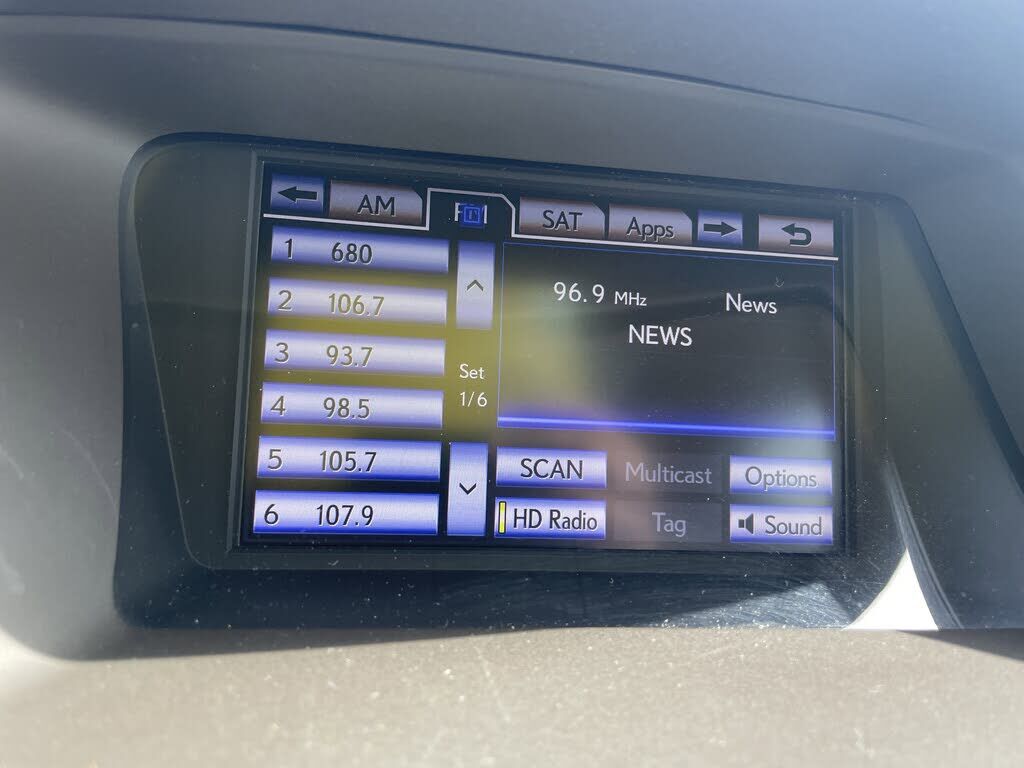 AM
SAT
Apps
1 680
2 106.7
3 93.7
4 98.5
5 105.7
6 107.9
Set
1/6
96.9 MHz
News
NEWS
SCAN
Multicast
Options
HD Radio
Tag
Sound